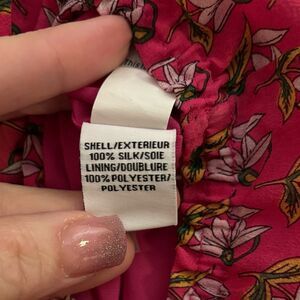 SHELL/EXTERIEUR
100% SILK/SOIE
LINING/DOUBLURE
100% POLYESTER/
POLYESTER